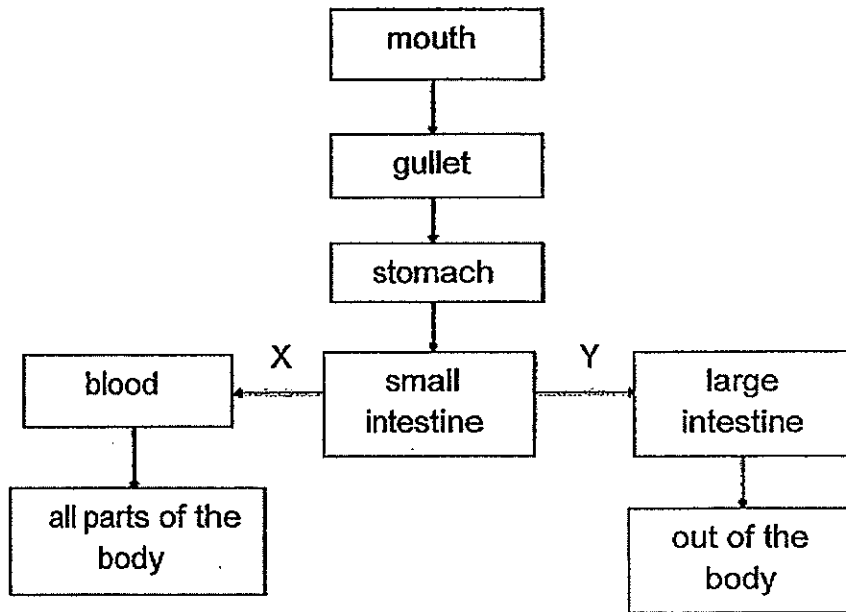 mouth
gullet
stomach
X
Y
blood
small
intestine
large
intestine
all parts of the
body
out of the
body